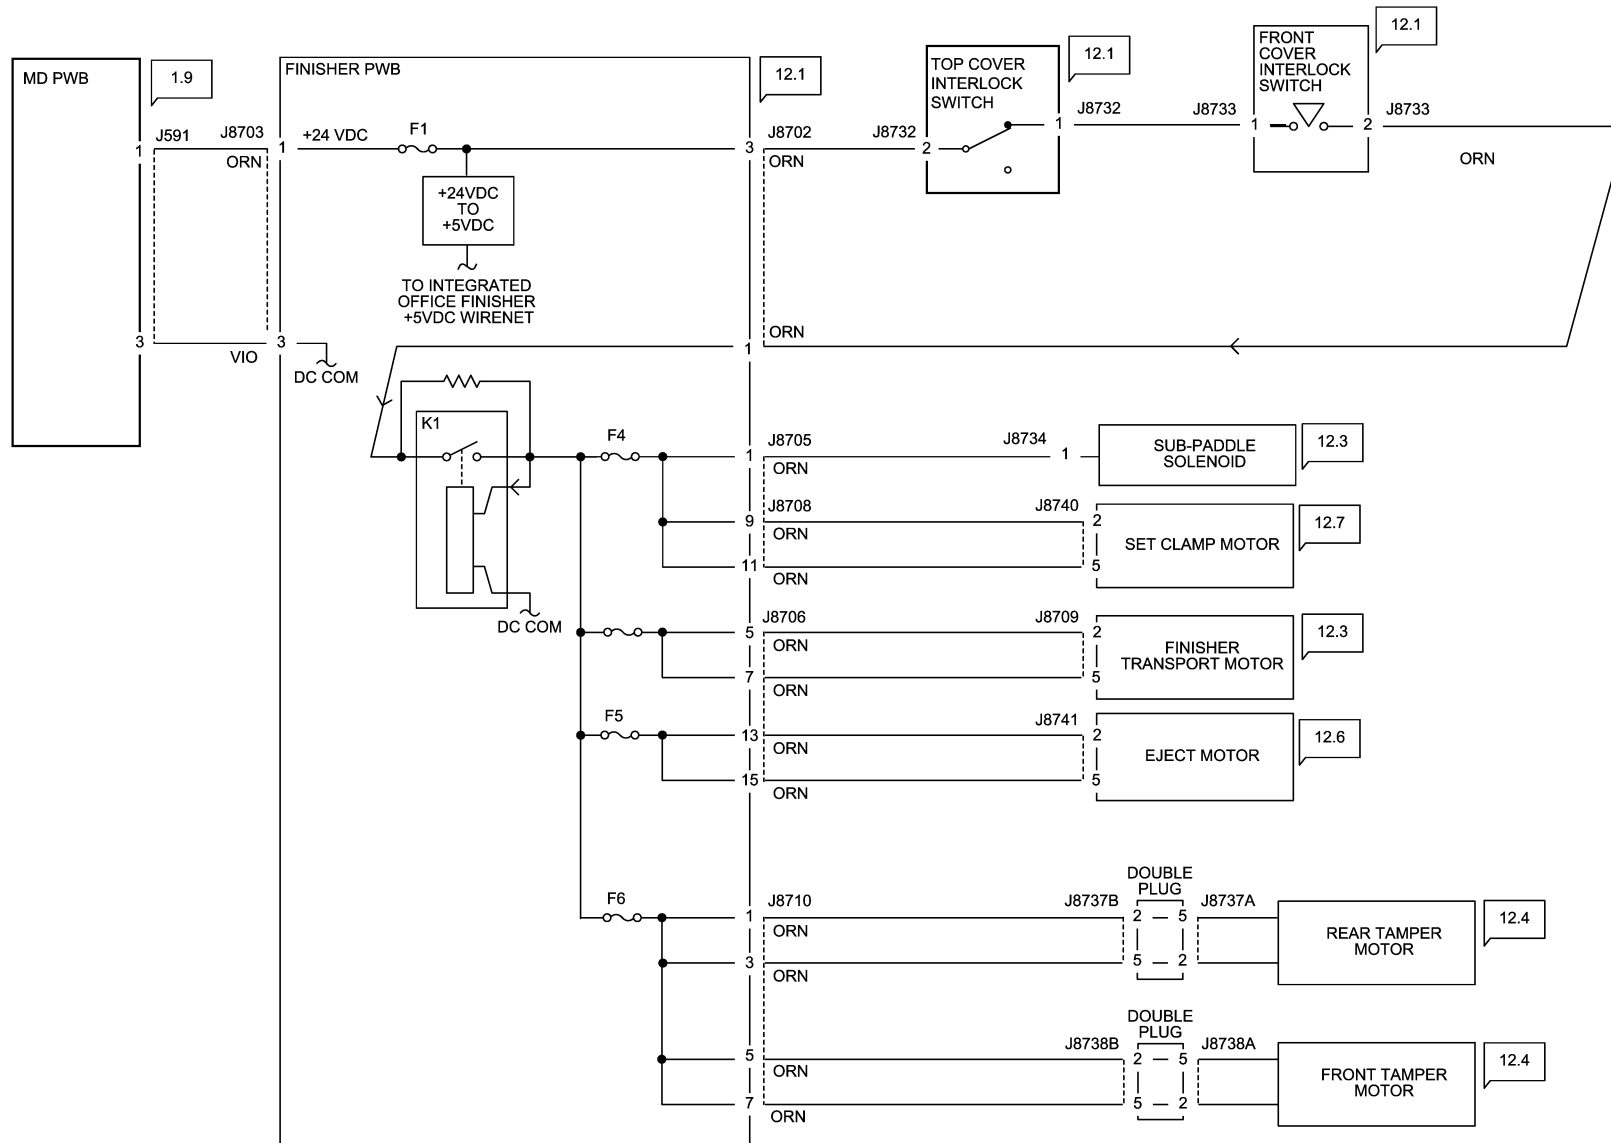 MD PWB
1.9
FINISHER PWB
12.1
TOP COVER
INTERLOCK
SWITCH
12.1
FRONT
COVER
INTERLOCK
SWITCH
12.1
1
J591
J8703
ORN
1
+24 VDC
F1
3
J8702
ORN
J8732
2
1
J8732
J8733
1
2
J8733
ORN
+24VDC
TO
+5VDC
TO INTEGRATED
OFFICE FINISHER
+5VDC WIRENET
3
VIO
3
DC COM
1
ORN
K1
DC COM
F4
1
J8705
ORN
J8734
1
SUB-PADDLE
SOLENOID
12.3
9
J8708
ORN
J8740
2
11
ORN
5
SET CLAMP MOTOR
12.7
5
J8706
ORN
J8709
2
7
ORN
5
FINISHER
TRANSPORT MOTOR
12.3
F5
13
ORN
J8741
2
15
ORN
5
EJECT MOTOR
12.6
F6
1
J8710
ORN
3
ORN
J8737B
DOUBLE
PLUG
2
5
5
2
J8737A
REAR TAMPER
MOTOR
12.4
5
ORN
7
ORN
J8738B
DOUBLE
PLUG
2
5
5
2
J8738A
FRONT TAMPER
MOTOR
12.4